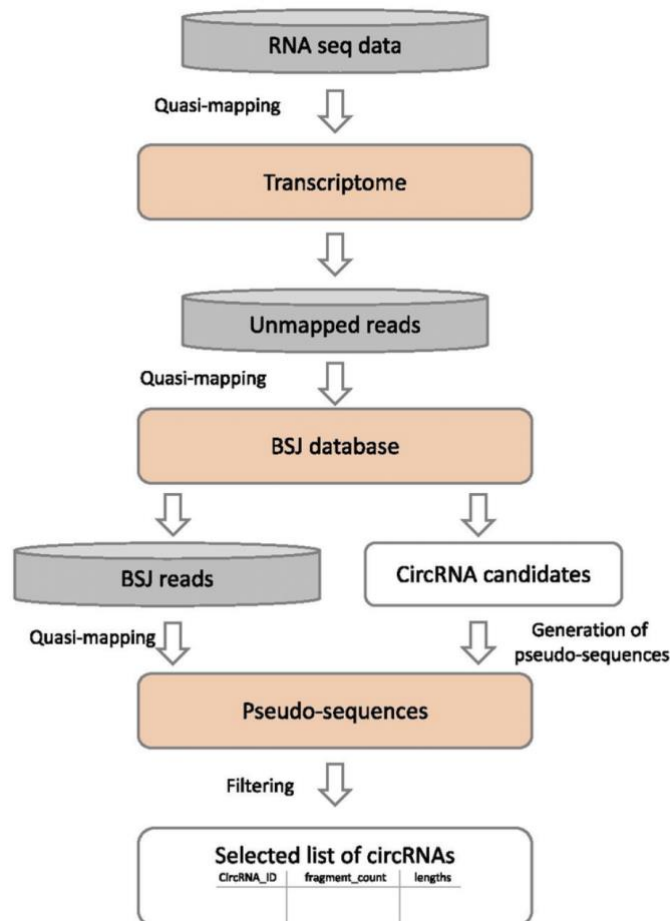 RNA seq data
Quasi-mapping
Transcriptome
Unmapped reads
Quasi-mapping
BSJ database
BSJ reads
CircRNA candidates
Quasi-mapping
Generation of
pseudo-sequences
Pseudo-sequences
Filtering
Selected list of circRNAs
CircRNA_ID fragment_count lengths